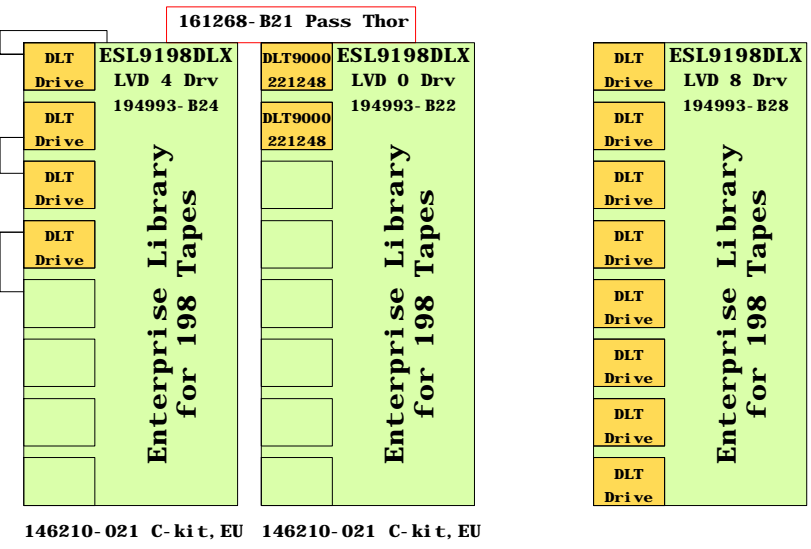 161268-B21 Pass Thor
DLT
Drive
DLT
Drive
DLT
Drive
DLT
Drive
ESL9198DLX
LVD 4 Drv
194993-B24
Enterprise Library
for 198 Tapes
146210-021 C-kit,EU
DLT9000
221248
DLT9000
221248
ESL9198DLX
LVD 0 Drv
194993-B22
Enterprise Library
for 198 Tapes
146210-021 C-kit,EU
DLT
Drive
DLT
Drive
DLT
Drive
DLT
Drive
DLT
Drive
DLT
Drive
DLT
Drive
DLT
Drive
ESL9198DLX
LVD 8 Drv
194993-B28
Enterprise Library
for 198 Tapes